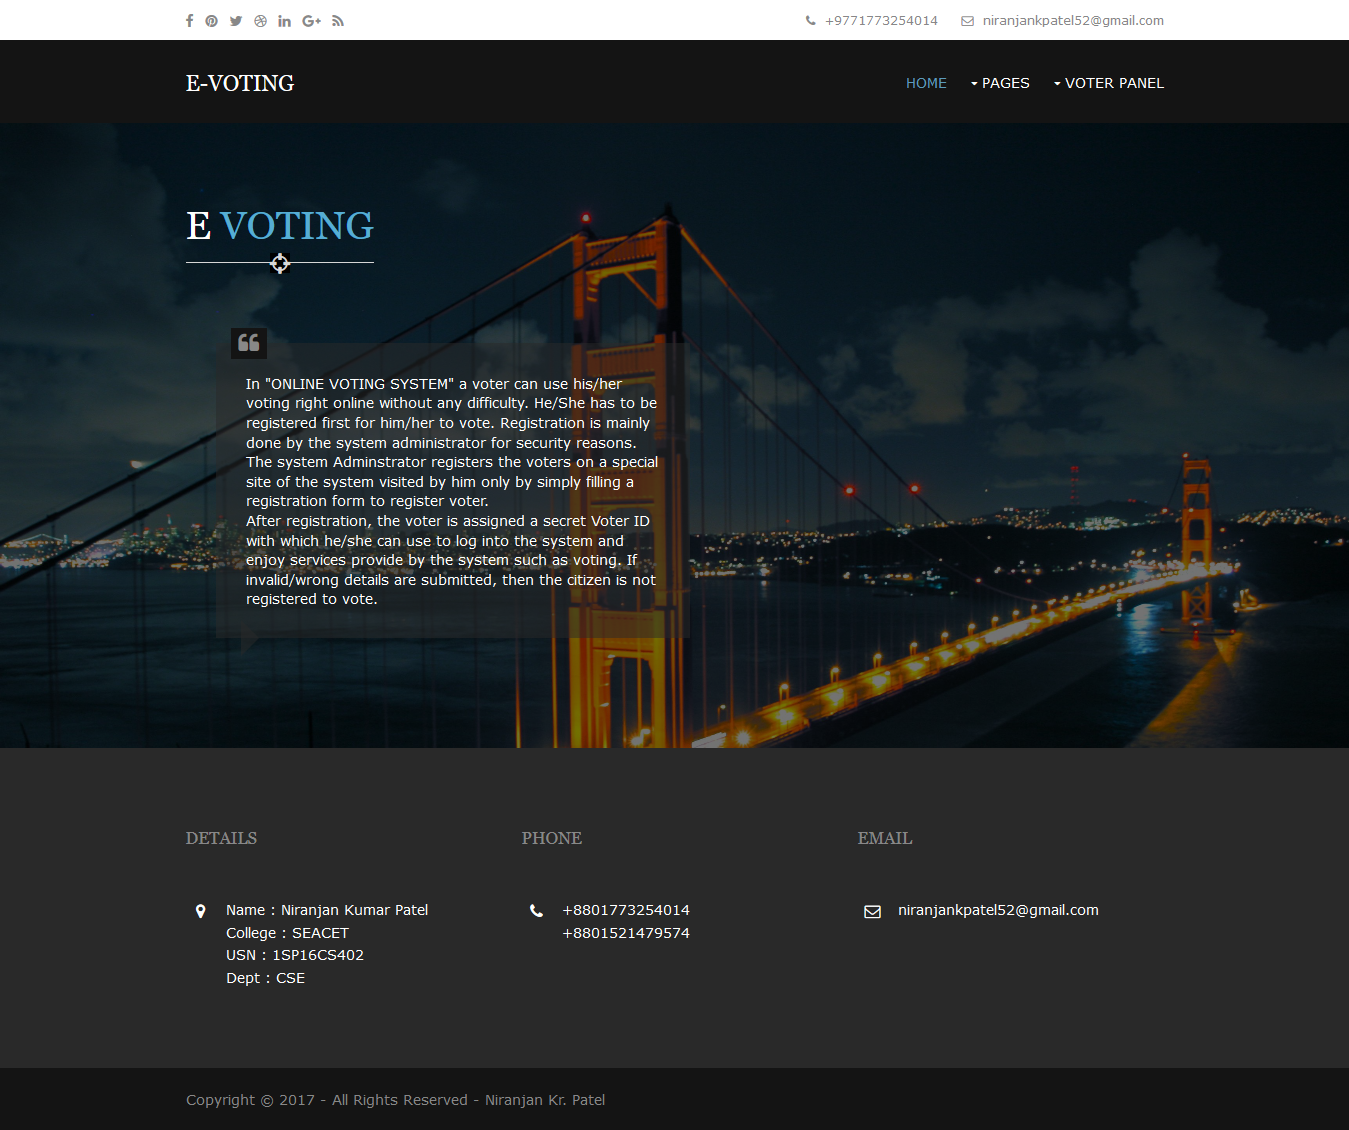 +9771773254014 niranjankpatel52@gmail.com
E-VOTING
HOME PAGES VOTER PANEL
E VOTING
In "ONLINE VOTING SYSTEM" a voter can use his/her
voting right online without any difficulty. He/She has to be
registered first for him/her to vote. Registration is mainly
done by the system administrator for security reasons.
The system Adminstrator registers the voters on a special
site of the system visited by him only by simply filling a
registration form to register voter.
After registration, the voter is assigned a secret Voter ID
with which he/she can use to log into the system and
enjoy services provide by the system such as voting. If
invalid/wrong details are submitted, then the citizen is not
registered to vote.
DETAILS
Name : Niranjan Kumar Patel
College : SEACET
USN : 1SP16CS402
Dept : CSE
PHONE
+8801773254014
+8801521479574
EMAIL
niranjankpatel52@gmail.com
Copyright © 2017 - All Rights Reserved - Niranjan Kr. Patel